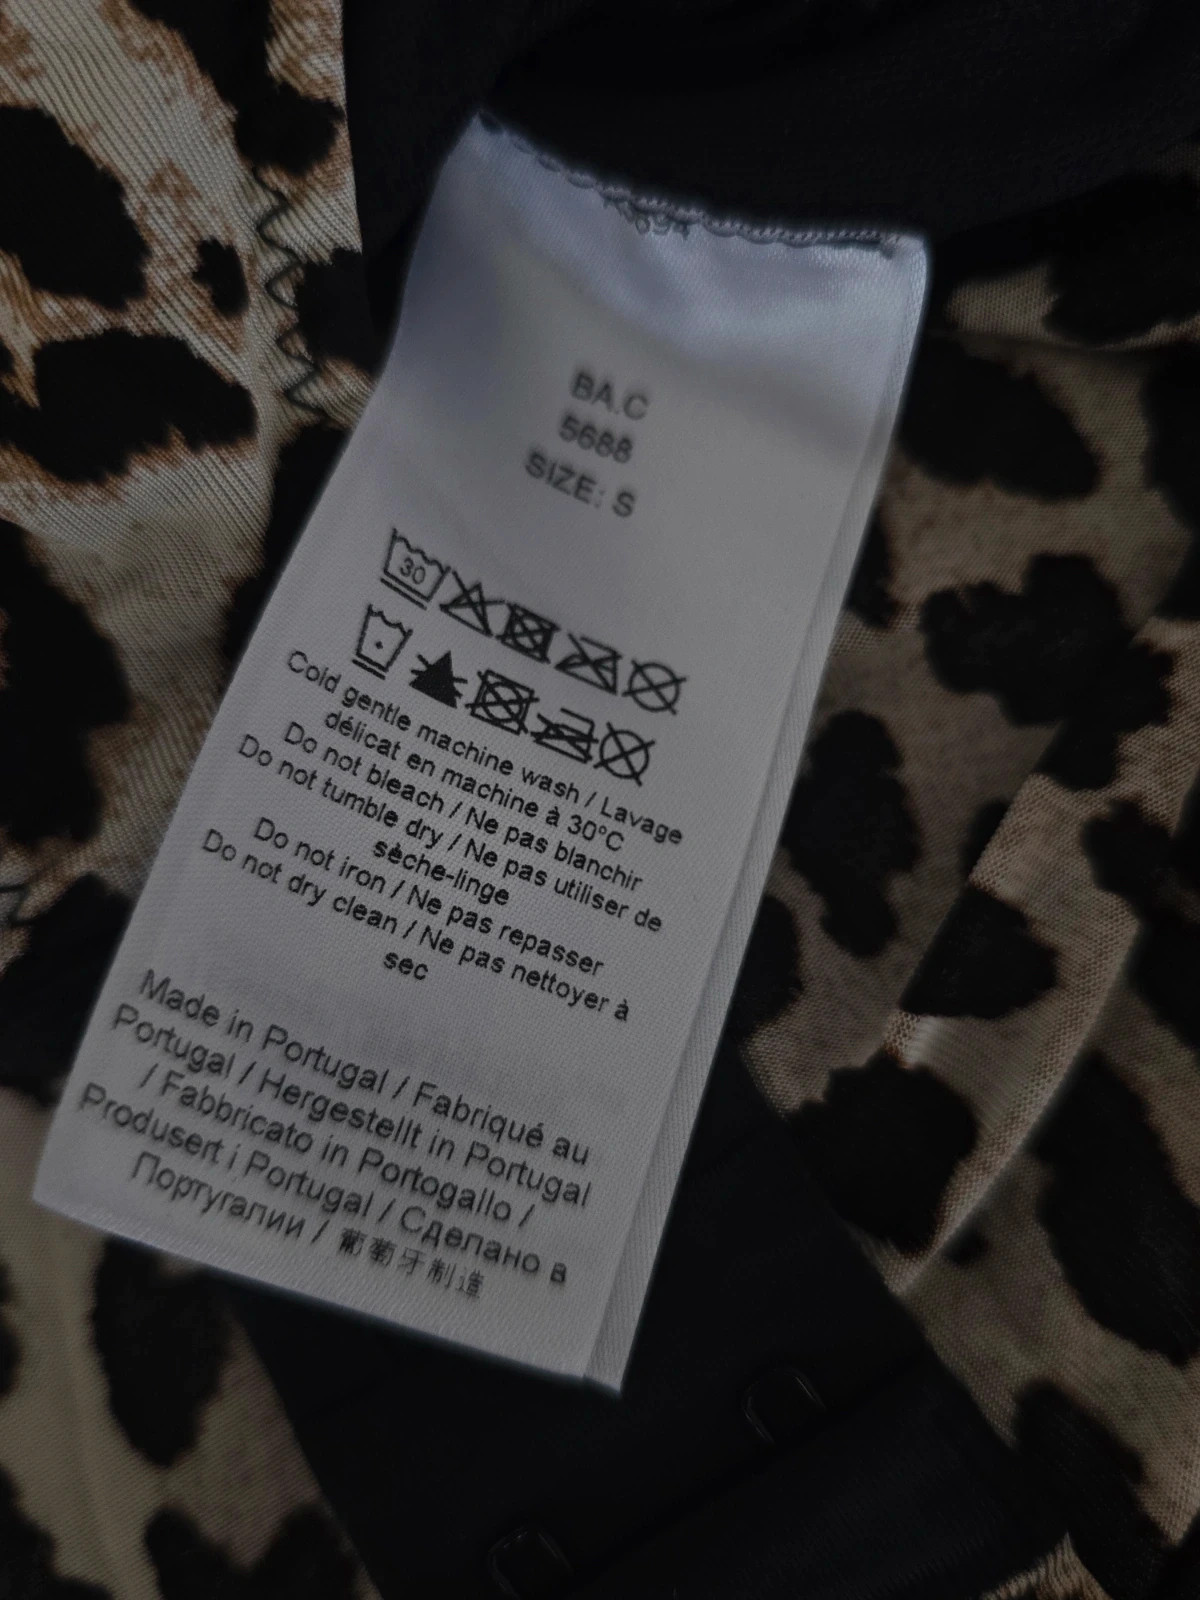 BA.C
5688
SIZE: S
30
Cold gentle machine wash / Lavage
délicat en machine à 30°C
Do not bleach / Ne pas blanchir
Do not tumble dry / Ne pas utiliser de
sèche-linge
Do not iron / Ne pas repasser
Do not dry clean / Ne pas nettoyer à
sec
Made in Portugal / Fabriqué au
Portugal / Hergestellt in Portugal
/ Fabbricato in Portogallo /
Produsert i Portugal / Сделано в
Португалии / 葡萄牙制造